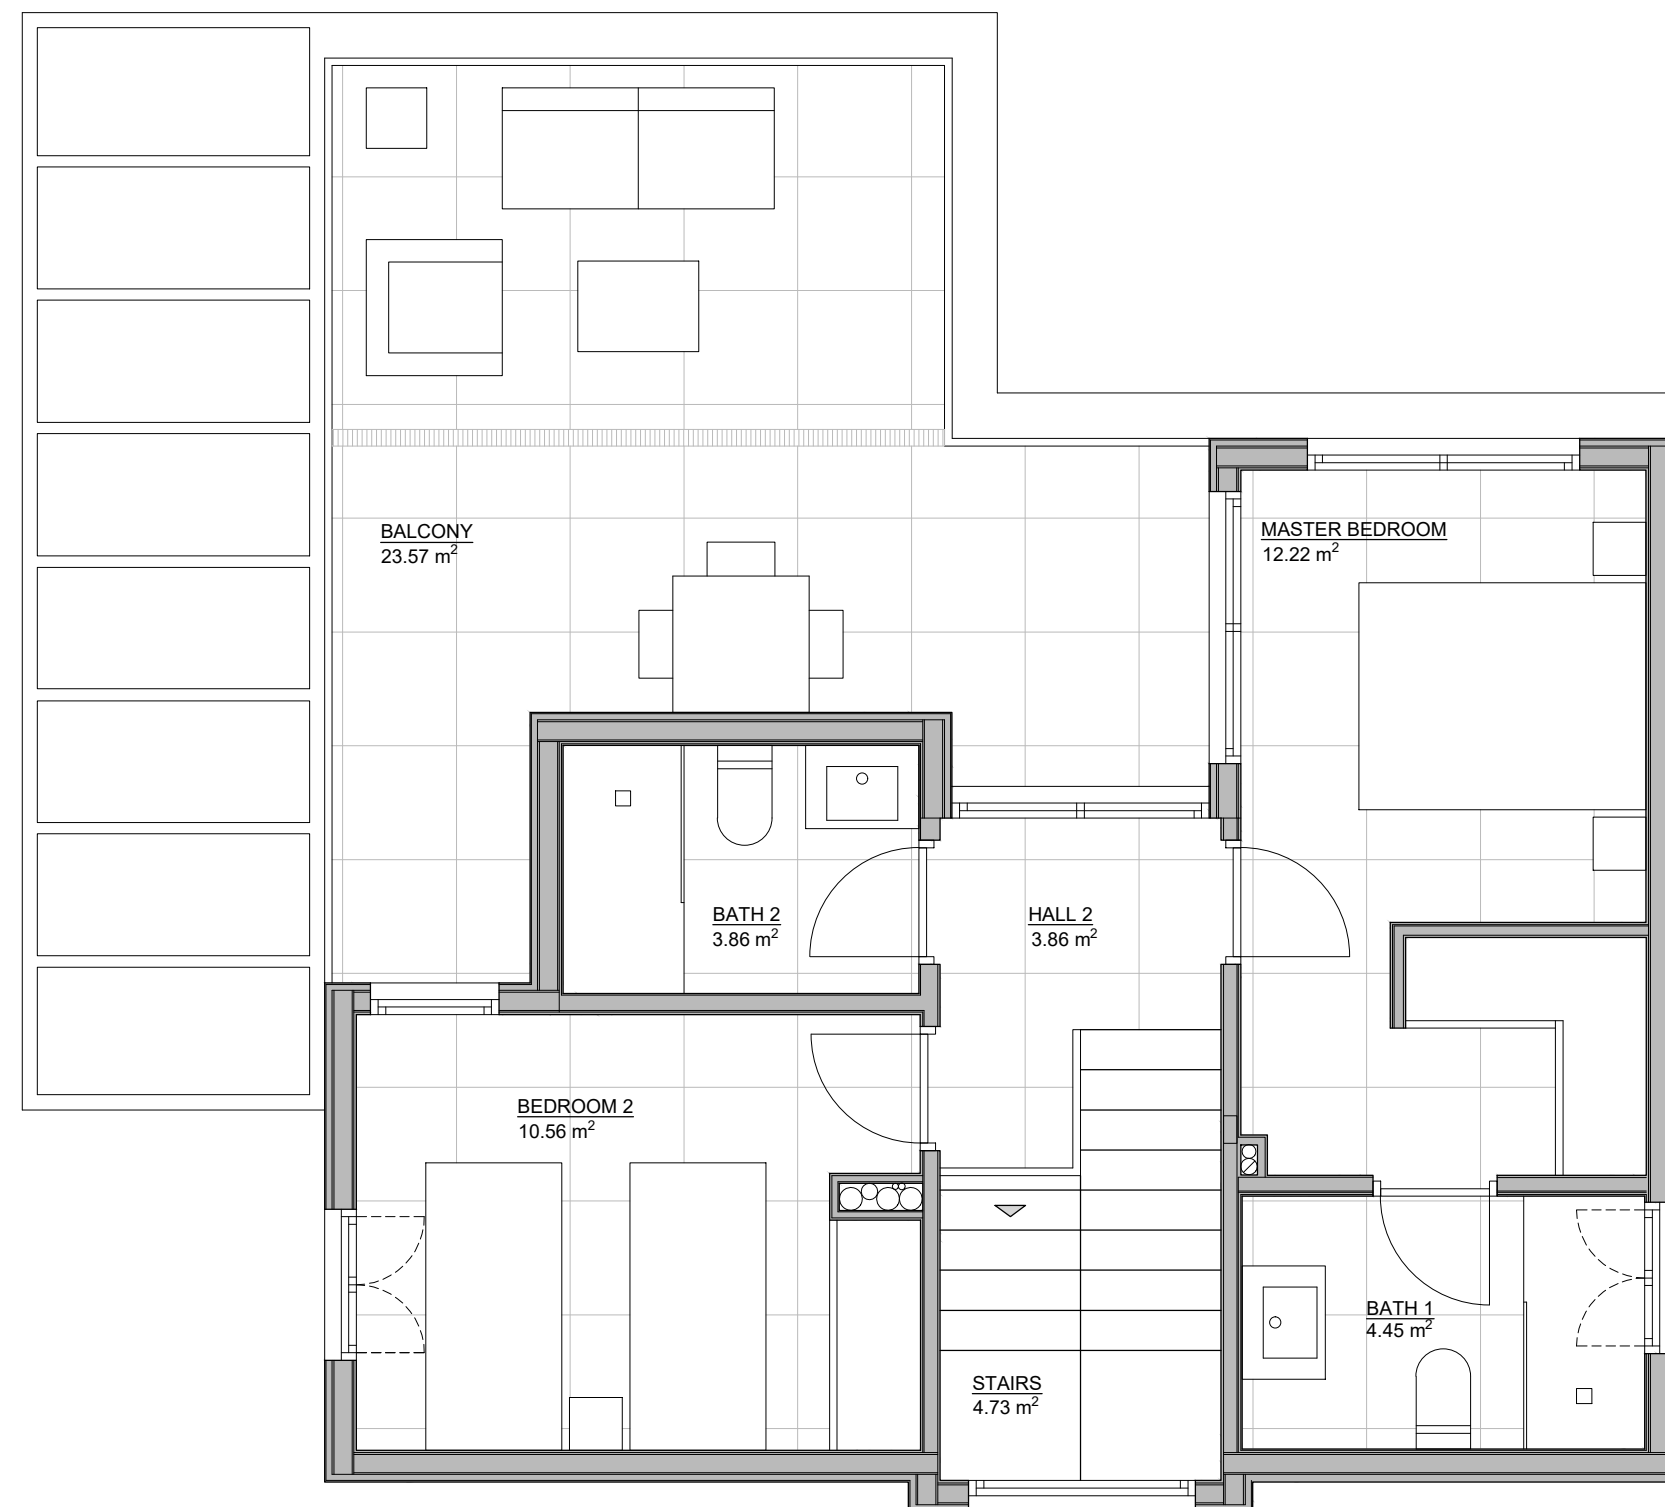 BALCONY
23.57 m²
MASTER BEDROOM
12.22 m²
BATH 2
3.86 m²
HALL 2
3.86 m²
BEDROOM 2
10.56 m²
BATH 1
4.45 m²
STAIRS
4.73 m²